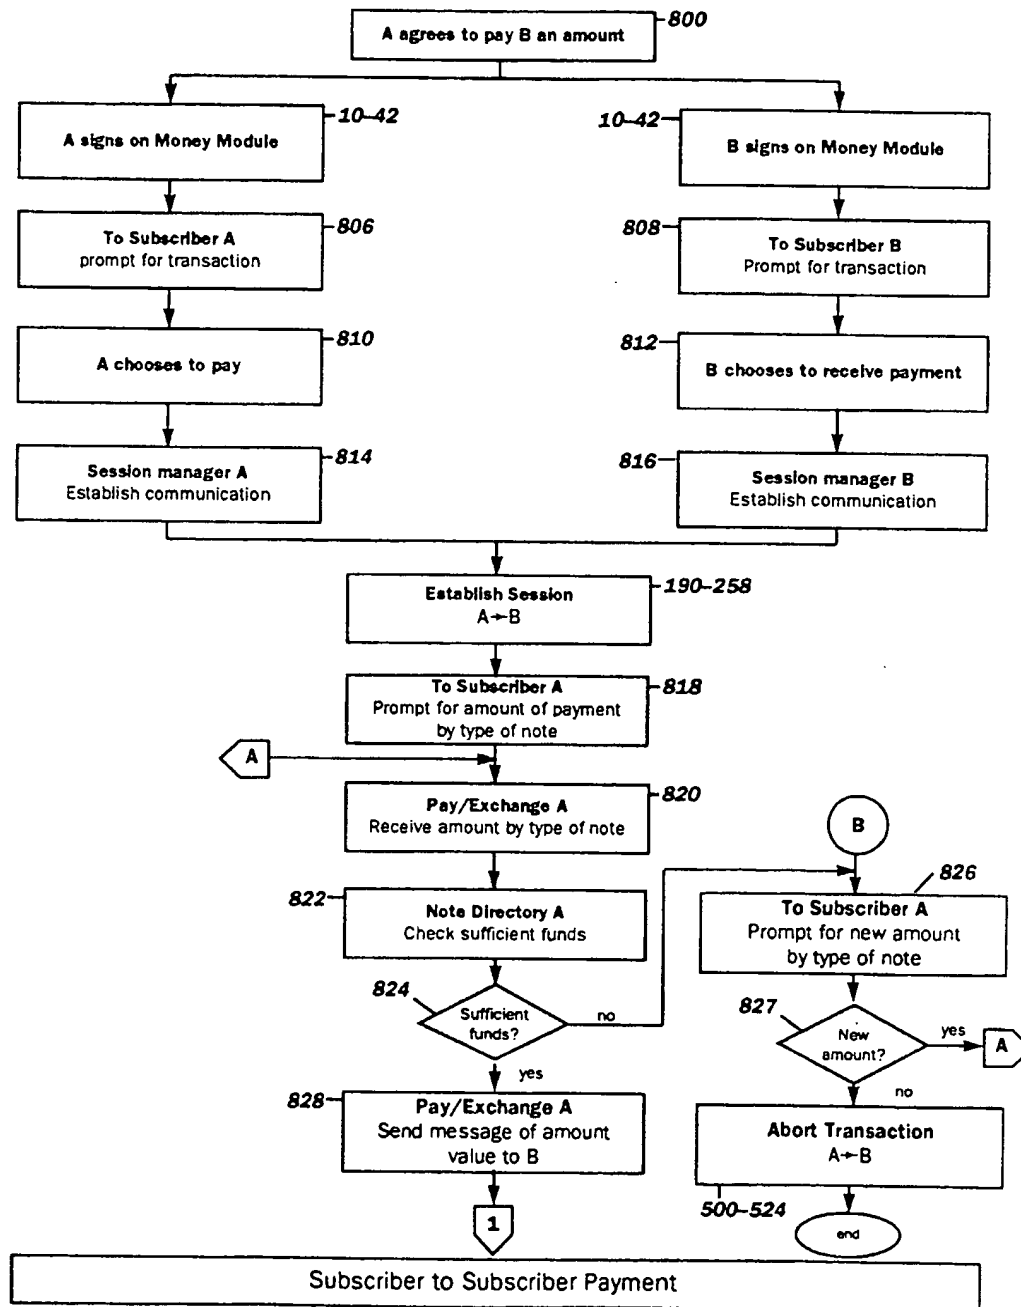 A agrees to pay B an amount
800
A signs on Money Module
10–42
10–42
B signs on Money Module
To Subscriber A
prompt for transaction
806
808
To Subscriber B
Prompt for transaction
A chooses to pay
810
812
B chooses to receive payment
Session manager A
Establish communication
814
816
Session manager B
Establish communication
Establish Session
A→B
190–258
To Subscriber A
Prompt for amount of payment
by type of note
818
A
Pay/Exchange A
Receive amount by type of note
820
B
822
Note Directory A
Check sufficient funds
826
To Subscriber A
Prompt for new amount
by type of note
824
Sufficient
funds?
no
yes
827
New
amount?
yes
A
no
828
Pay/Exchange A
Send message of amount
value to B
Abort Transaction
A→B
500–524
1
end
Subscriber to Subscriber Payment